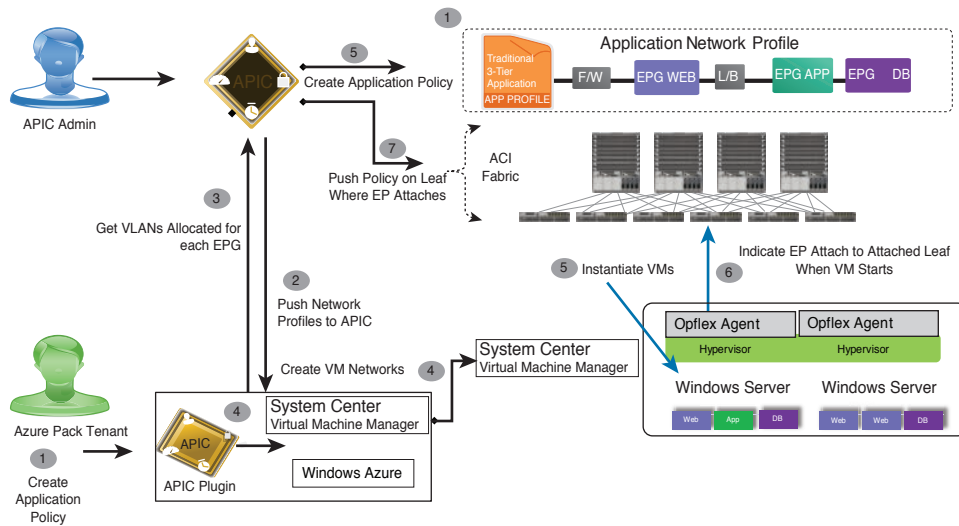 1
5
Application Network Profile
APIC
Create Application Policy
Traditional
3-Tier
Application
APP PROFILE
F/W
EPG WEB
L/B
EPG APP
EPG DB
APIC Admin
7
Push Policy on Leaf
Where EP Attaches
ACI
Fabric
3
Get VLANs Allocated for
each EPG
2
Push Network
Profiles to APIC
5
Instantiate VMs
6
Indicate EP Attach to Attached Leaf
When VM Starts
Opflex Agent
Opflex Agent
Hypervisor
Hypervisor
Windows Server
Windows Server
Web
App
DB
Web
Web
DB
System Center
Virtual Machine Manager
Create VM Networks
4
4
System Center
Virtual Machine Manager
APIC
APIC Plugin
Windows Azure
Azure Pack Tenant
1
Create
Application
Policy